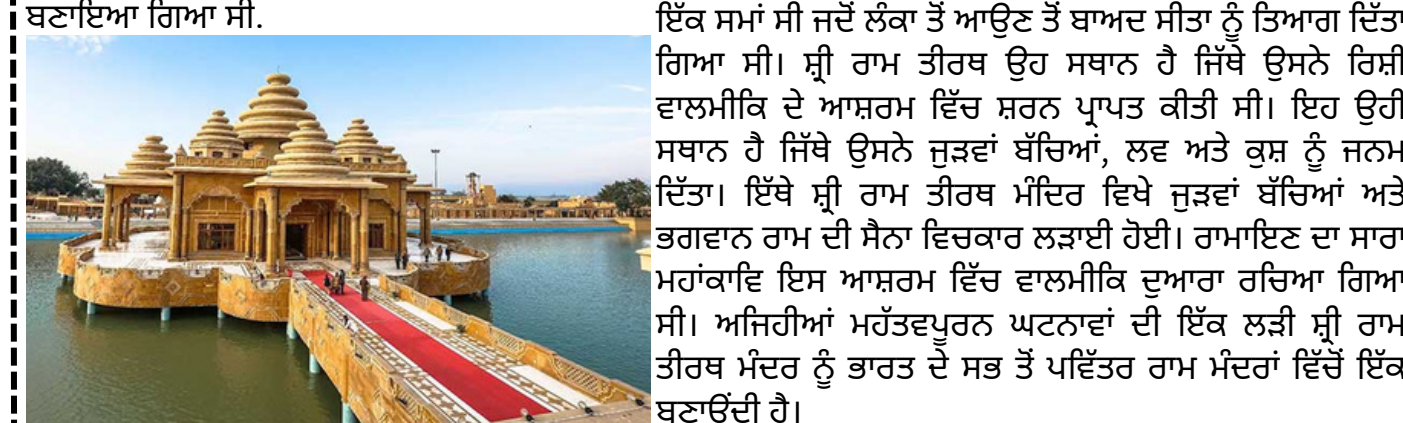 ਬਣਾਇਆ ਗਿਆ ਸੀ.
ਇੱਕ ਸਮਾਂ ਸੀ ਜਦੋਂ ਲੰਕਾ ਤੋਂ ਆਉਣ ਤੋਂ ਬਾਅਦ ਸੀਤਾ ਨੂੰ ਤਿਆਗ ਦਿੱਤਾ
ਗਿਆ ਸੀ। ਸ਼੍ਰੀ ਰਾਮ ਤੀਰਥ ਉਹ ਸਥਾਨ ਹੈ ਜਿੱਥੇ ਉਸਨੇ ਰਿਸ਼ੀ
ਵਾਲਮੀਕਿ ਦੇ ਆਸ਼ਰਮ ਵਿੱਚ ਸ਼ਰਨ ਪ੍ਰਾਪਤ ਕੀਤੀ ਸੀ। ਇਹ ਉਹੀ
ਸਥਾਨ ਹੈ ਜਿੱਥੇ ਉਸਨੇ ਜੁੜਵਾਂ ਬੱਚਿਆਂ, ਲਵ ਅਤੇ ਕੁਸ਼ ਨੂੰ ਜਨਮ
ਦਿੱਤਾ। ਇੱਥੇ ਸ਼੍ਰੀ ਰਾਮ ਤੀਰਥ ਮੰਦਿਰ ਵਿਖੇ ਜੁੜਵਾਂ ਬੱਚਿਆਂ ਅਤੇ
ਭਗਵਾਨ ਰਾਮ ਦੀ ਸੈਨਾ ਵਿਚਕਾਰ ਲੜਾਈ ਹੋਈ। ਰਾਮਾਇਣ ਦਾ ਸਾਰਾ
ਮਹਾਂਕਾਵਿ ਇਸ ਆਸ਼ਰਮ ਵਿੱਚ ਵਾਲਮੀਕਿ ਦੁਆਰਾ ਰਚਿਆ ਗਿਆ
ਸੀ। ਅਜਿਹੀਆਂ ਮਹੱਤਵਪੂਰਨ ਘਟਨਾਵਾਂ ਦੀ ਇੱਕ ਲੜੀ ਸ਼੍ਰੀ ਰਾਮ
ਤੀਰਥ ਮੰਦਰ ਨੂੰ ਭਾਰਤ ਦੇ ਸਭ ਤੋਂ ਪਵਿੱਤਰ ਰਾਮ ਮੰਦਰਾਂ ਵਿੱਚੋਂ ਇੱਕ
ਬਣਾਉਂਦੀ ਹੈ।